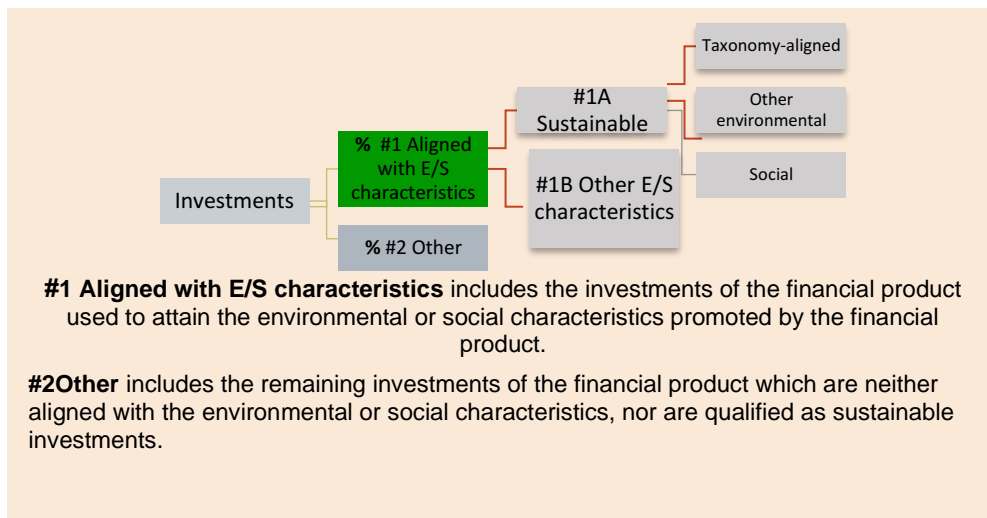 Taxonomy-aligned
#1A
Sustainable
Other
environmental
% #1 Aligned
with E/S
characteristics
#1B Other E/S
characteristics
Social
Investments
% #2 Other
#1 Aligned with E/S characteristics includes the investments of the financial product
used to attain the environmental or social characteristics promoted by the financial
product.
#2Other includes the remaining investments of the financial product which are neither
aligned with the environmental or social characteristics, nor are qualified as sustainable
investments.